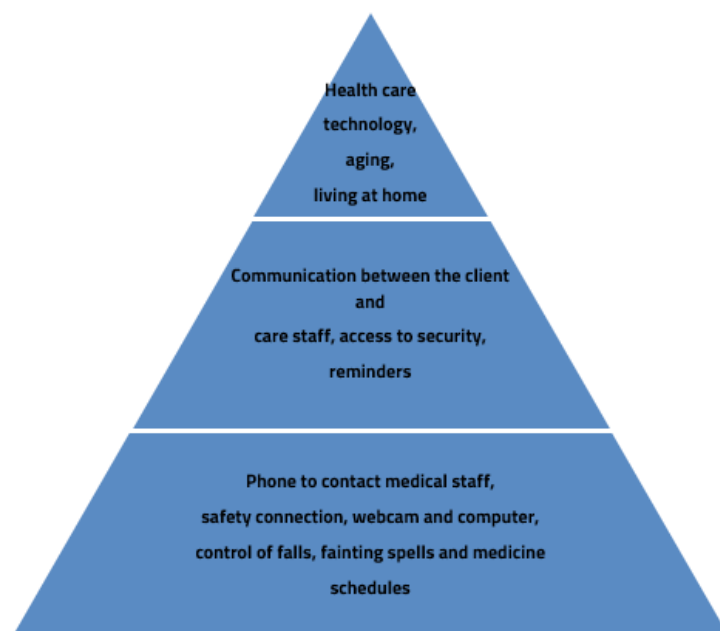 Health care
technology,
aging,
living at home
Communication between the client
and
care staff, access to security,
reminders
Phone to contact medical staff,
safety connection, webcam and computer,
control of falls, fainting spells and medicine
schedules